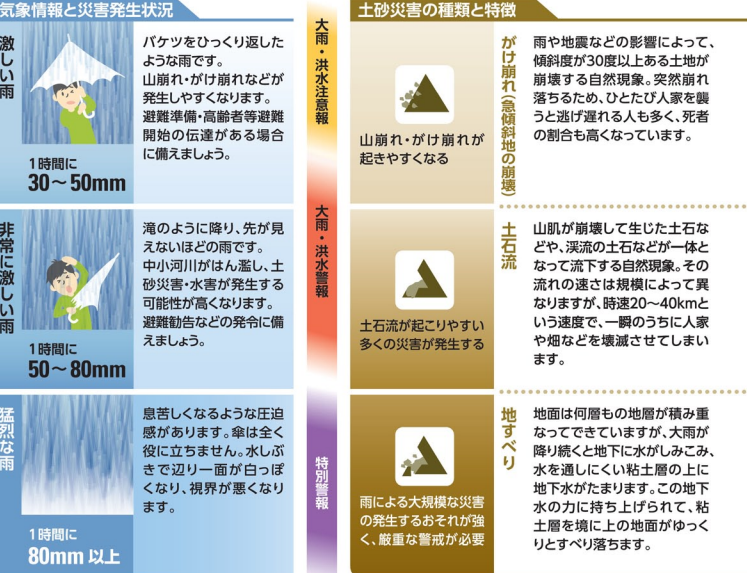 気象情報と災害発生状況
激しい雨
1時間に
30〜50mm
バケツをひっくり返した
ような雨です。
山崩れ・がけ崩れなどが
発生しやすくなります。
避難準備・高齢者等避難
開始の伝達がある場合
に備えましょう。
非常に激しい雨
1時間に
50〜80mm
滝のように降り、先が見
えないほどの雨です。
中小河川がはん濫し、土
砂災害・水害が発生する
可能性が高くなります。
避難勧告などの発令に備
えましょう。
猛烈な雨
1時間に
80mm 以上
息苦しくなるような圧迫
感があります。傘は全く
役に立ちません。水しぶ
きで辺り一面が白っぽ
くなり、視界が悪くなり
ます。
大雨・洪水注意報
大雨・洪水警報
特別警報
土砂災害の種類と特徴
山崩れ・がけ崩れが
起きやすくなる
がけ崩れ(急傾斜地の崩壊)
雨や地震などの影響によって、
傾斜度が30度以上ある土地が
崩壊する自然現象。突然崩れ
落ちるため、ひとたび人家を襲
うと逃げ遅れる人も多く、死者
の割合も高くなっています。
土石流が起こりやすい
多くの災害が発生する
土石流
山肌が崩壊して生じた土石な
どや、渓流の土石などが一体と
なって流下する自然現象。その
流れの速さは規模によって異
なりますが、時速20〜40kmと
いう速度で、一瞬のうちに人家
や畑などを壊滅させてしまい
ます。
雨による大規模な災害
の発生するおそれが強
く、厳重な警戒が必要
地すべり
地面は何層もの地層が積み重
なってできていますが、大雨が
降り続くと地下に水がしみこみ、
水を通しにくい粘土層の上に
地下水がたまります。この地下
水の力に持ち上げられて、粘
土層を境に上の地面がゆっく
りとすべり落ちます。